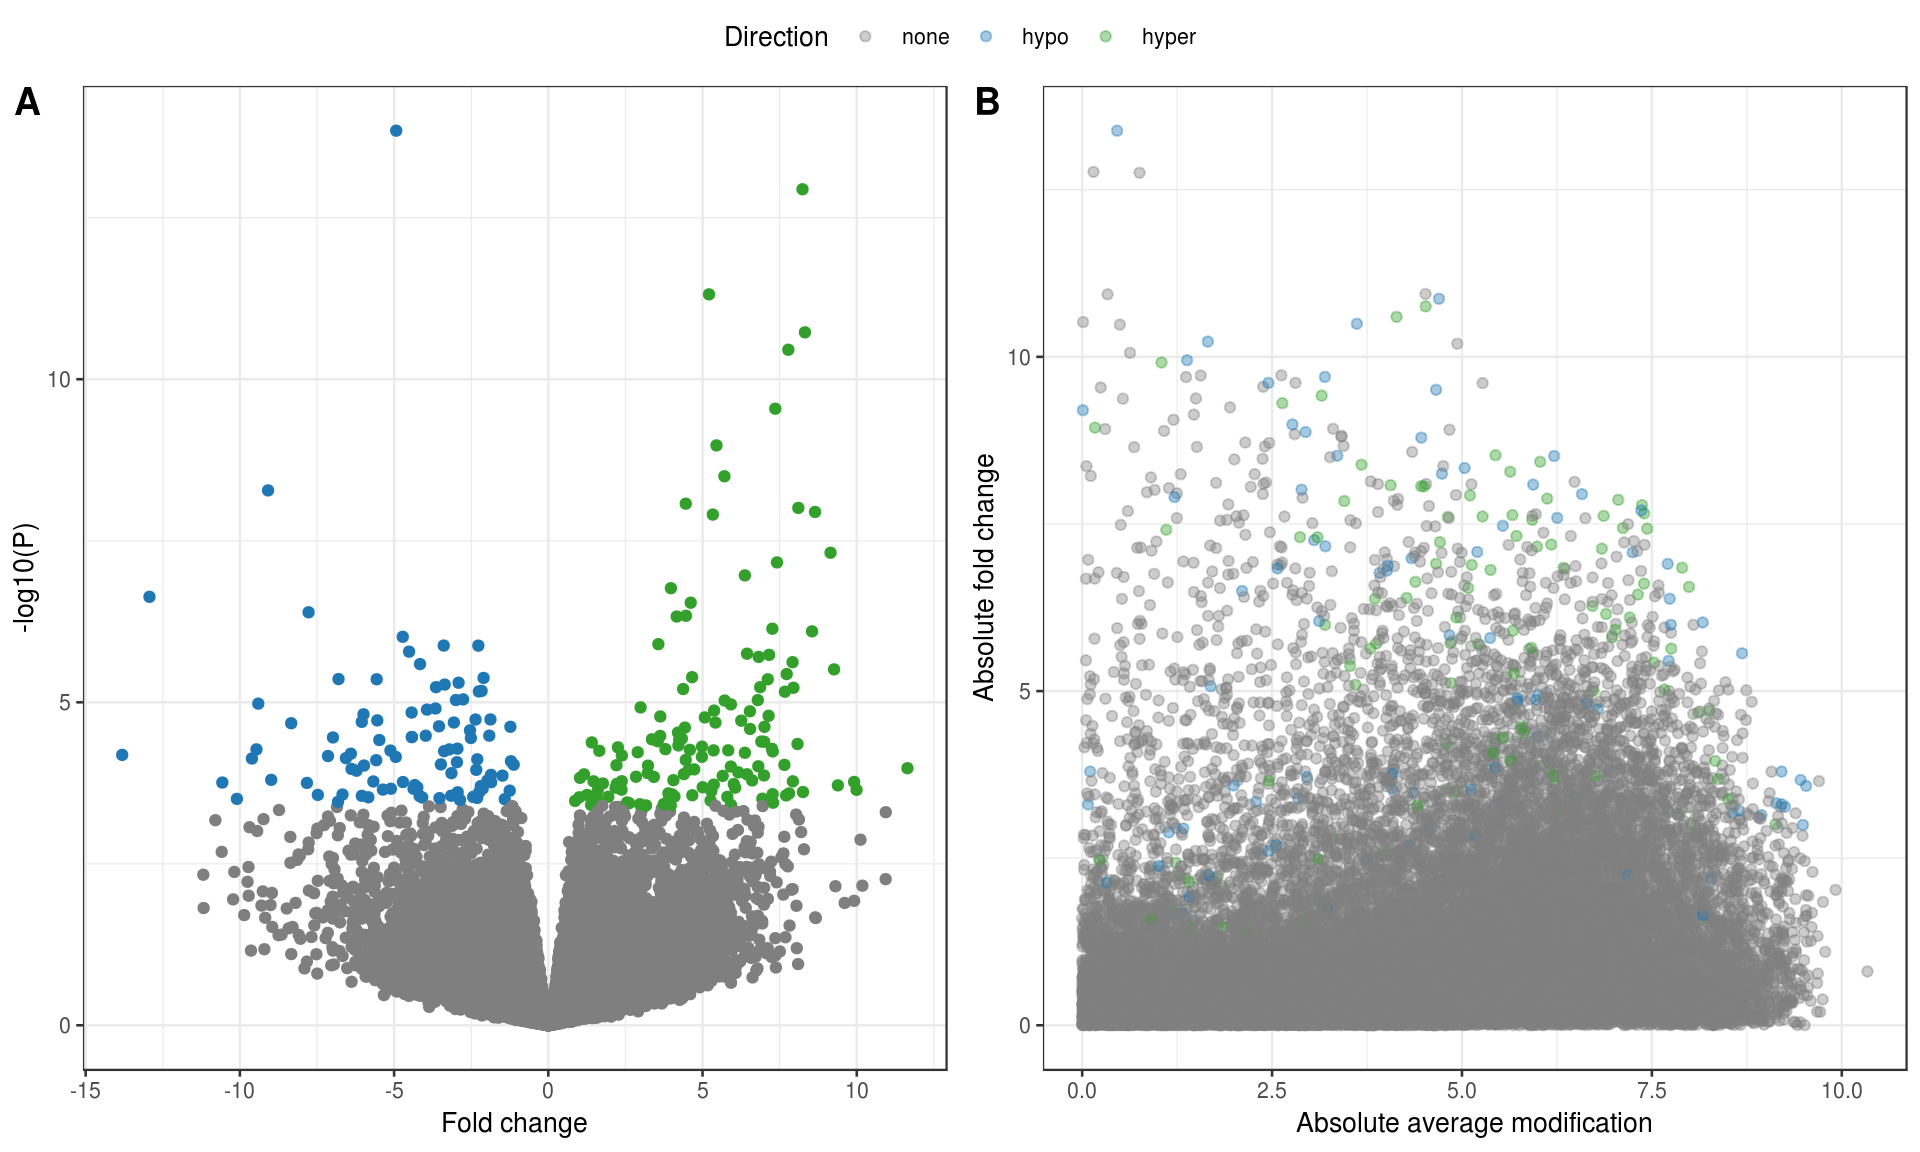 Direction none hypo hyper
A
B
-log10(P)
10
5
0
-15 -10 -5 0 5 10
Fold change
Absolute fold change
10
5
0
0.0 2.5 5.0 7.5 10.0
Absolute average modification